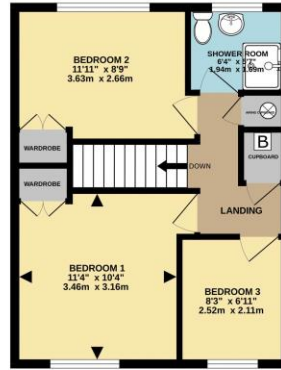 BEDROOM 2
11'11" x 8'9"
3.63m x 2.66m
SHOWER ROOM
6'4" x
1.94m x 1.69m
WARDROBE
WARDROBE
DOWN
B
CUPBOARD
LANDING
BEDROOM 1
11'4" x 10'4"
3.46m x 3.16m
BEDROOM 3
8'3" x 6'11"
2.52m x 2.11m